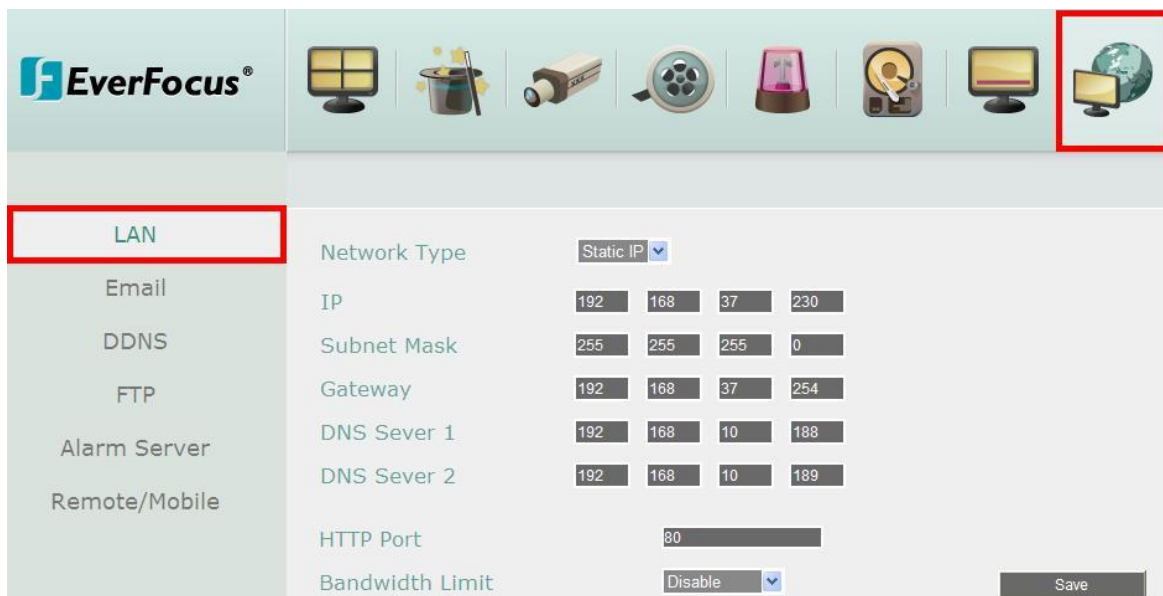 EverFocus®
LAN
Email
DDNS
FTP
Alarm Server
Remote/Mobile
Network Type Static IP
IP 192 168 37 230
Subnet Mask 255 255 255 0
Gateway 192 168 37 254
DNS Sever 1 192 168 10 188
DNS Sever 2 192 168 10 189
HTTP Port 80
Bandwidth Limit Disable Save